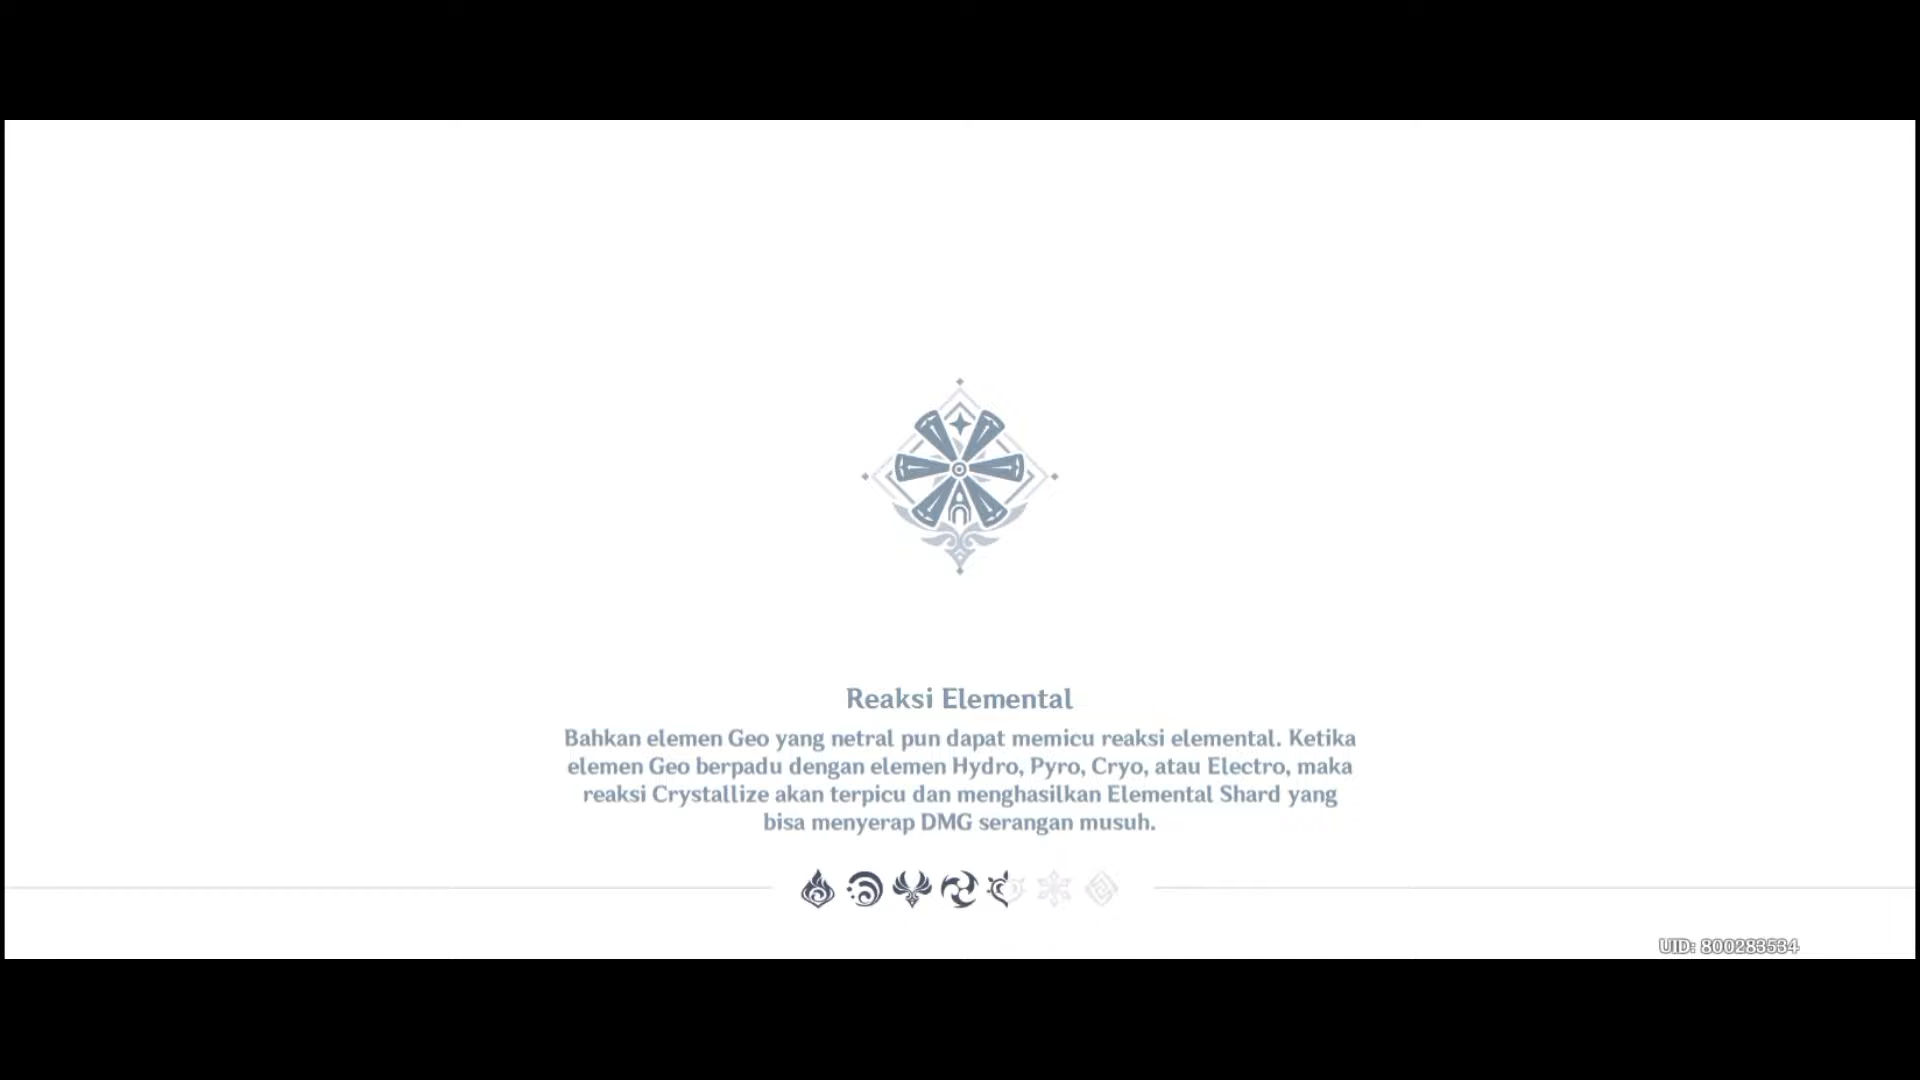 Reaksi Elemental
Bahkan elemen Geo yang netral pun dapat memicu reaksi elemental. Ketika
elemen Geo berpadu dengan elemen Hydro, Pyro, Cryo, atau Electro, maka
reaksi Crystallize akan terpicu dan menghasilkan Elemental Shard yang
bisa menyerap DMG serangan musuh.
UID: 800283534